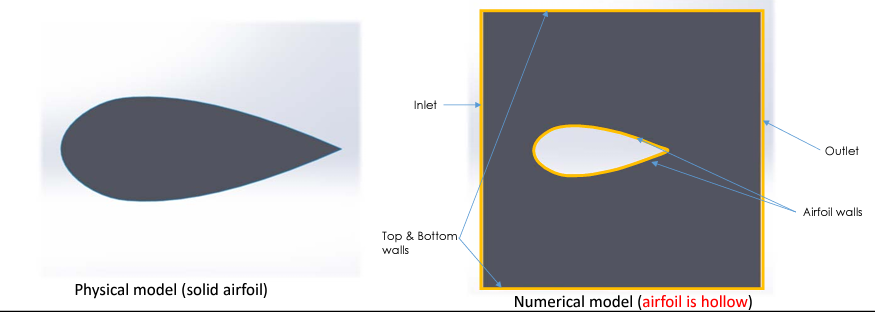 Inlet
Outlet
Airfoil walls
Top & Bottom
walls
Physical model (solid airfoil)
Numerical model (airfoil is hollow)